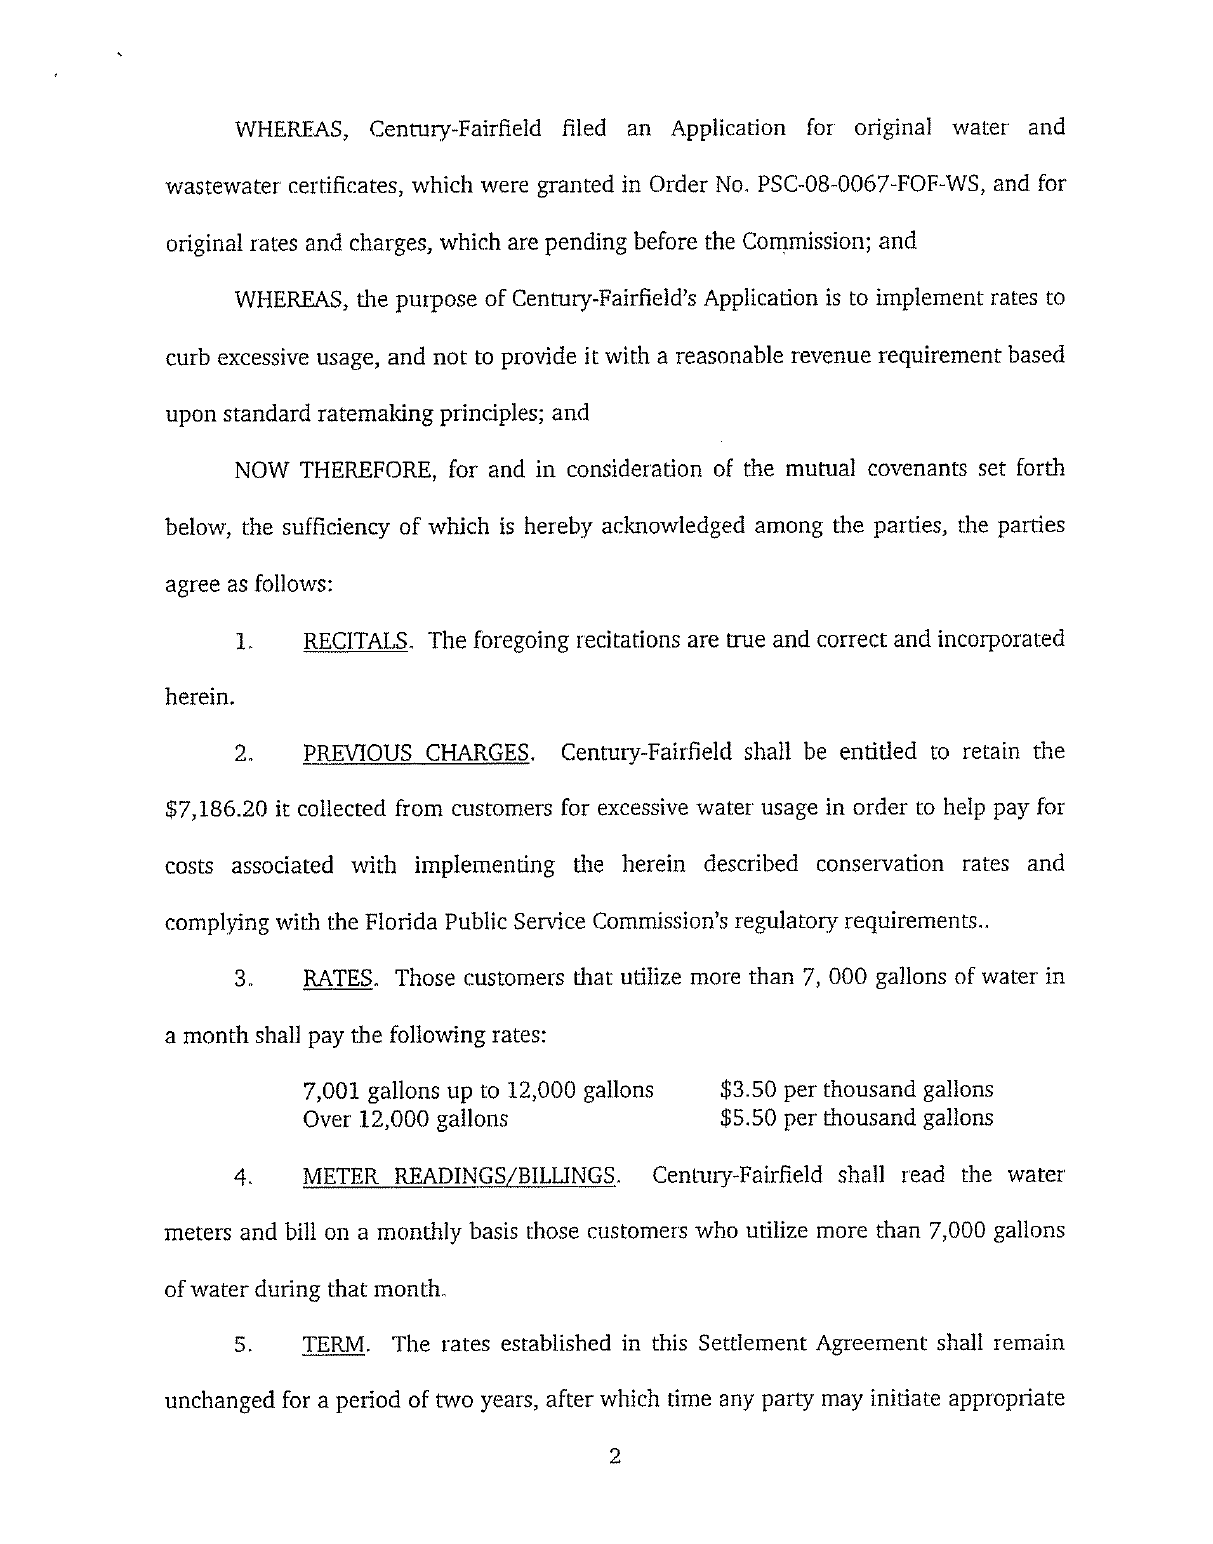 WHEREAS, Century-Fairfield filed an Application for original water and
wastewater certificates, which were granted in Order No. PSC-08-0067-FOF-WS, and for
original rates and charges, which are pending before the Commission; and
WHEREAS, the purpose of Century-Fairfield's Application is to implement rates to
curb excessive usage, and not to provide it with a reasonable revenue requirement based
upon standard ratemaking principles; and
NOW THEREFORE, for and in consideration of the mutual covenants set forth
below, the sufficiency of which is hereby acknowledged among the parties, the parties
agree as follows:
1. RECITALS. The foregoing recitations are true and correct and incorporated
herein.
2. PREVIOUS CHARGES. Century-Fairfield shall be entitled to retain the
$7,186.20 it collected from customers for excessive water usage in order to help pay for
costs associated with implementing the herein described conservation rates and
complying with the Florida Public Service Commission's regulatory requirements..
3. RATES. Those customers that utilize more than 7, 000 gallons of water in
a month shall pay the following rates:
7,001 gallons up to 12,000 gallons $3.50 per thousand gallons
Over 12,000 gallons $5.50 per thousand gallons
4. METER READINGS/BILLINGS. Century-Fairfield shall read the water
meters and bill on a monthly basis those customers who utilize more than 7,000 gallons
of water during that month.
5. TERM. The rates established in this Settlement Agreement shall remain
unchanged for a period of two years, after which time any party may initiate appropriate
2